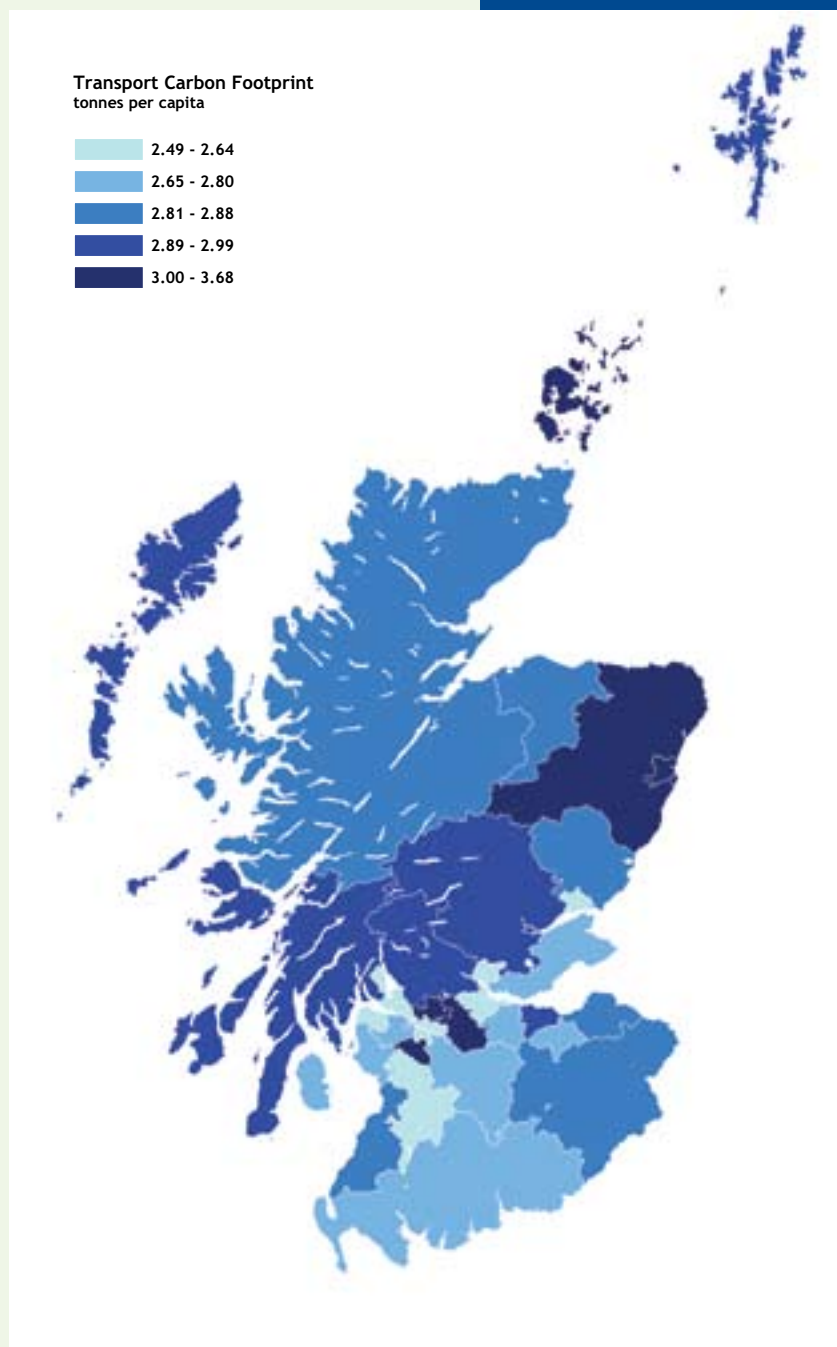 Transport Carbon Footprint
tonnes per capita
2.49 - 2.64
2.65 - 2.80
2.81 - 2.88
2.89 - 2.99
3.00 - 3.68